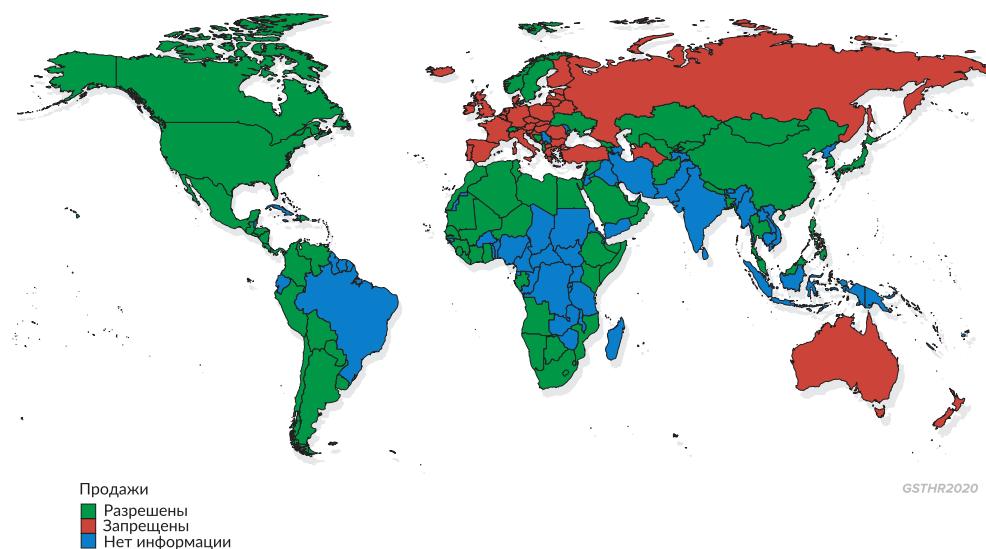 GSTHR2020
Продажи
Разрешены
Запрещены
Нет информации